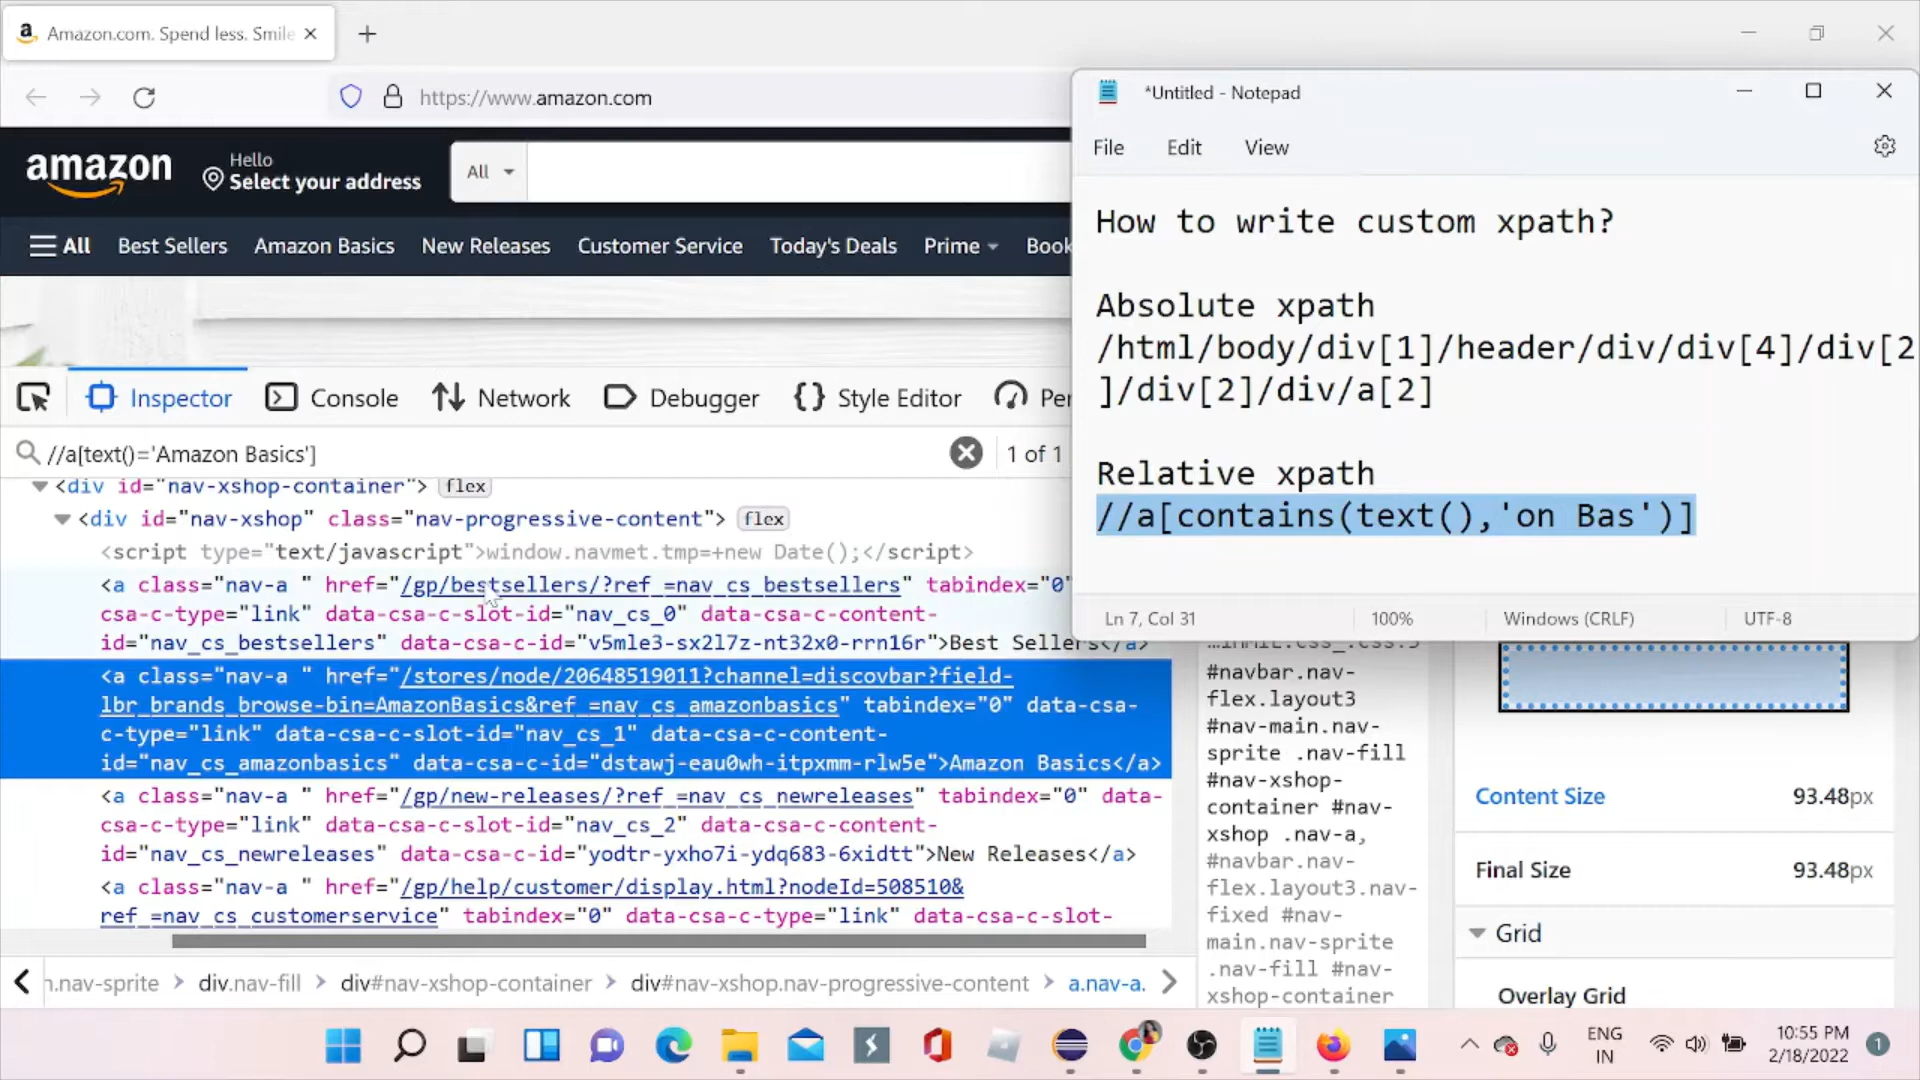 Amazon.com. Spend less. Smile
https://www.amazon.com
amazon
Hello
Select your address
All
All
Best Sellers
Amazon Basics
New Releases
Customer Service
Today's Deals
Prime
Book
*Untitled - Notepad
File
Edit
View
How to write custom xpath?
Absolute xpath
/html/body/div[1]/header/div/div[4]/div[2
]/div[2]/div/a[2]
Relative xpath
//a[contains(text(),'on Bas')]
Ln 7, Col 31
100%
Windows (CRLF)
UTF-8
Inspector
Console
Network
Debugger
Style Editor
Per
//a[text()='Amazon Basics']
1 of 1
<div id="nav-xshop-container"> flex
<div id="nav-xshop" class="nav-progressive-content"> flex
<script type="text/javascript">window.navmet.tmp=+new Date();</script>
<a class="nav-a " href="/gp/bestsellers/?ref_=nav_cs_bestsellers" tabindex="0"
csa-c-type="link" data-csa-c-slot-id="nav_cs_0" data-csa-c-content-
id="nav_cs_bestsellers" data-csa-c-id="v5mle3-sx2l7z-nt32x0-rrn16r">Best Sellers</a>
<a class="nav-a " href="/stores/node/20648519011?channel=discovbar?field-
lbr_brands_browse-bin=AmazonBasics&ref_=nav_cs_amazonbasics" tabindex="0" data-csa-
c-type="link" data-csa-c-slot-id="nav_cs_1" data-csa-c-content-
id="nav_cs_amazonbasics" data-csa-c-id="dstawj-eau0wh-itpxmm-rlw5e">Amazon Basics</a>
<a class="nav-a " href="/gp/new-releases/?ref_=nav_cs_newreleases" tabindex="0" data-
csa-c-type="link" data-csa-c-slot-id="nav_cs_2" data-csa-c-content-
id="nav_cs_newreleases" data-csa-c-id="yodtr-yxho7i-ydq683-6xidtt">New Releases</a>
<a class="nav-a " href="/gp/help/customer/display.html?nodeId=508510&
ref_=nav_cs_customerservice" tabindex="0" data-csa-c-type="link" data-csa-c-slot-
#navbar.nav-
flex.layout3
#nav-main.nav-
sprite .nav-fill
#nav-xshop-
container #nav-
xshop .nav-a,
#navbar.nav-
flex.layout3.nav-
fixed #nav-
main.nav-sprite
.nav-fill #nav-
xshop-container
Content Size
93.48px
Final Size
93.48px
Grid
Overlay Grid
n.nav-sprite
div.nav-fill
div#nav-xshop-container
div#nav-xshop.nav-progressive-content
a.nav-a.
ENG
IN
10:55 PM
2/18/2022
1